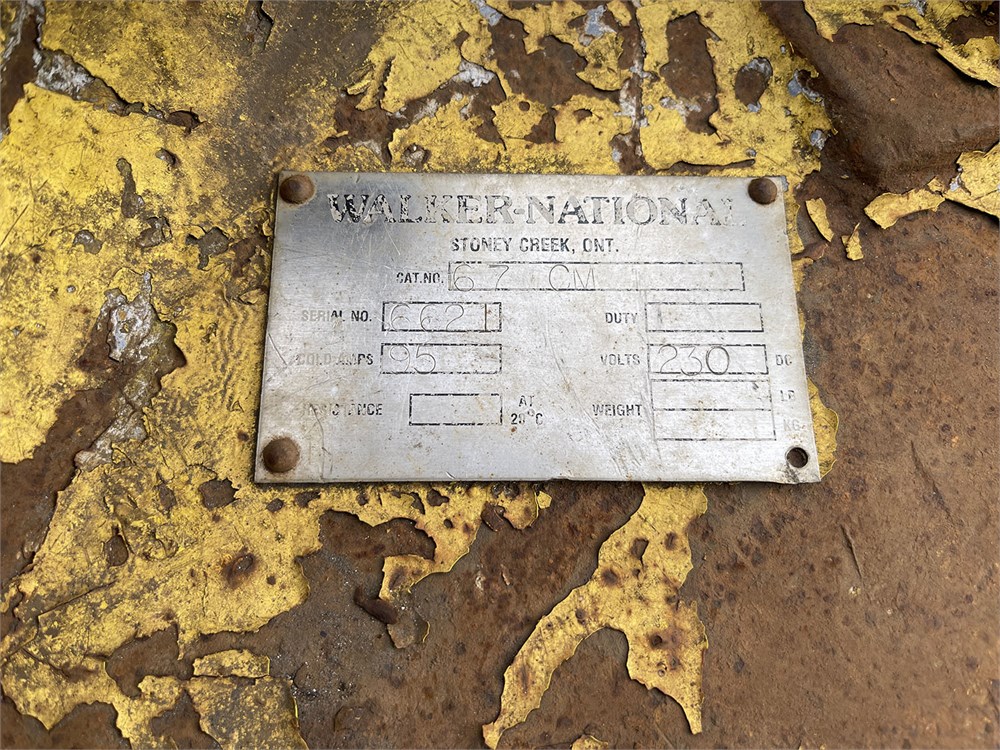 WALKER-NATIONAL
STONEY CREEK, ONT.
CAT.NO. 67 CM
SERIAL NO. 6621 DUTY
COLD AMPS 95 VOLTS 230 DC
RESISTANCE AT 20°C WEIGHT LB
KG